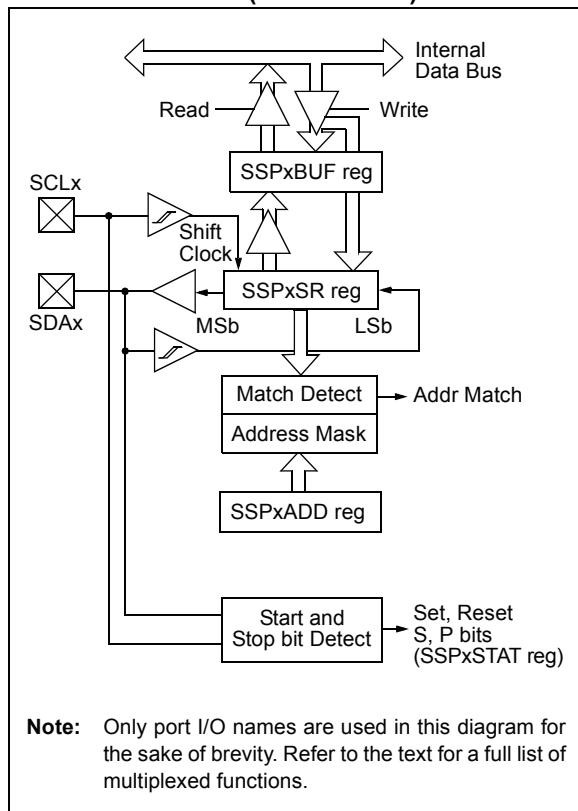 Internal
Data Bus
Read
Write
SSPxBUF reg
SCLx
Shift
Clock
SSPxSR reg
SDAx
MSb
LSb
Match Detect
Addr Match
Address Mask
SSPxADD reg
Start and
Stop bit Detect
Set, Reset
S, P bits
(SSPxSTAT reg)
Note: Only port I/O names are used in this diagram for
the sake of brevity. Refer to the text for a full list of
multiplexed functions.